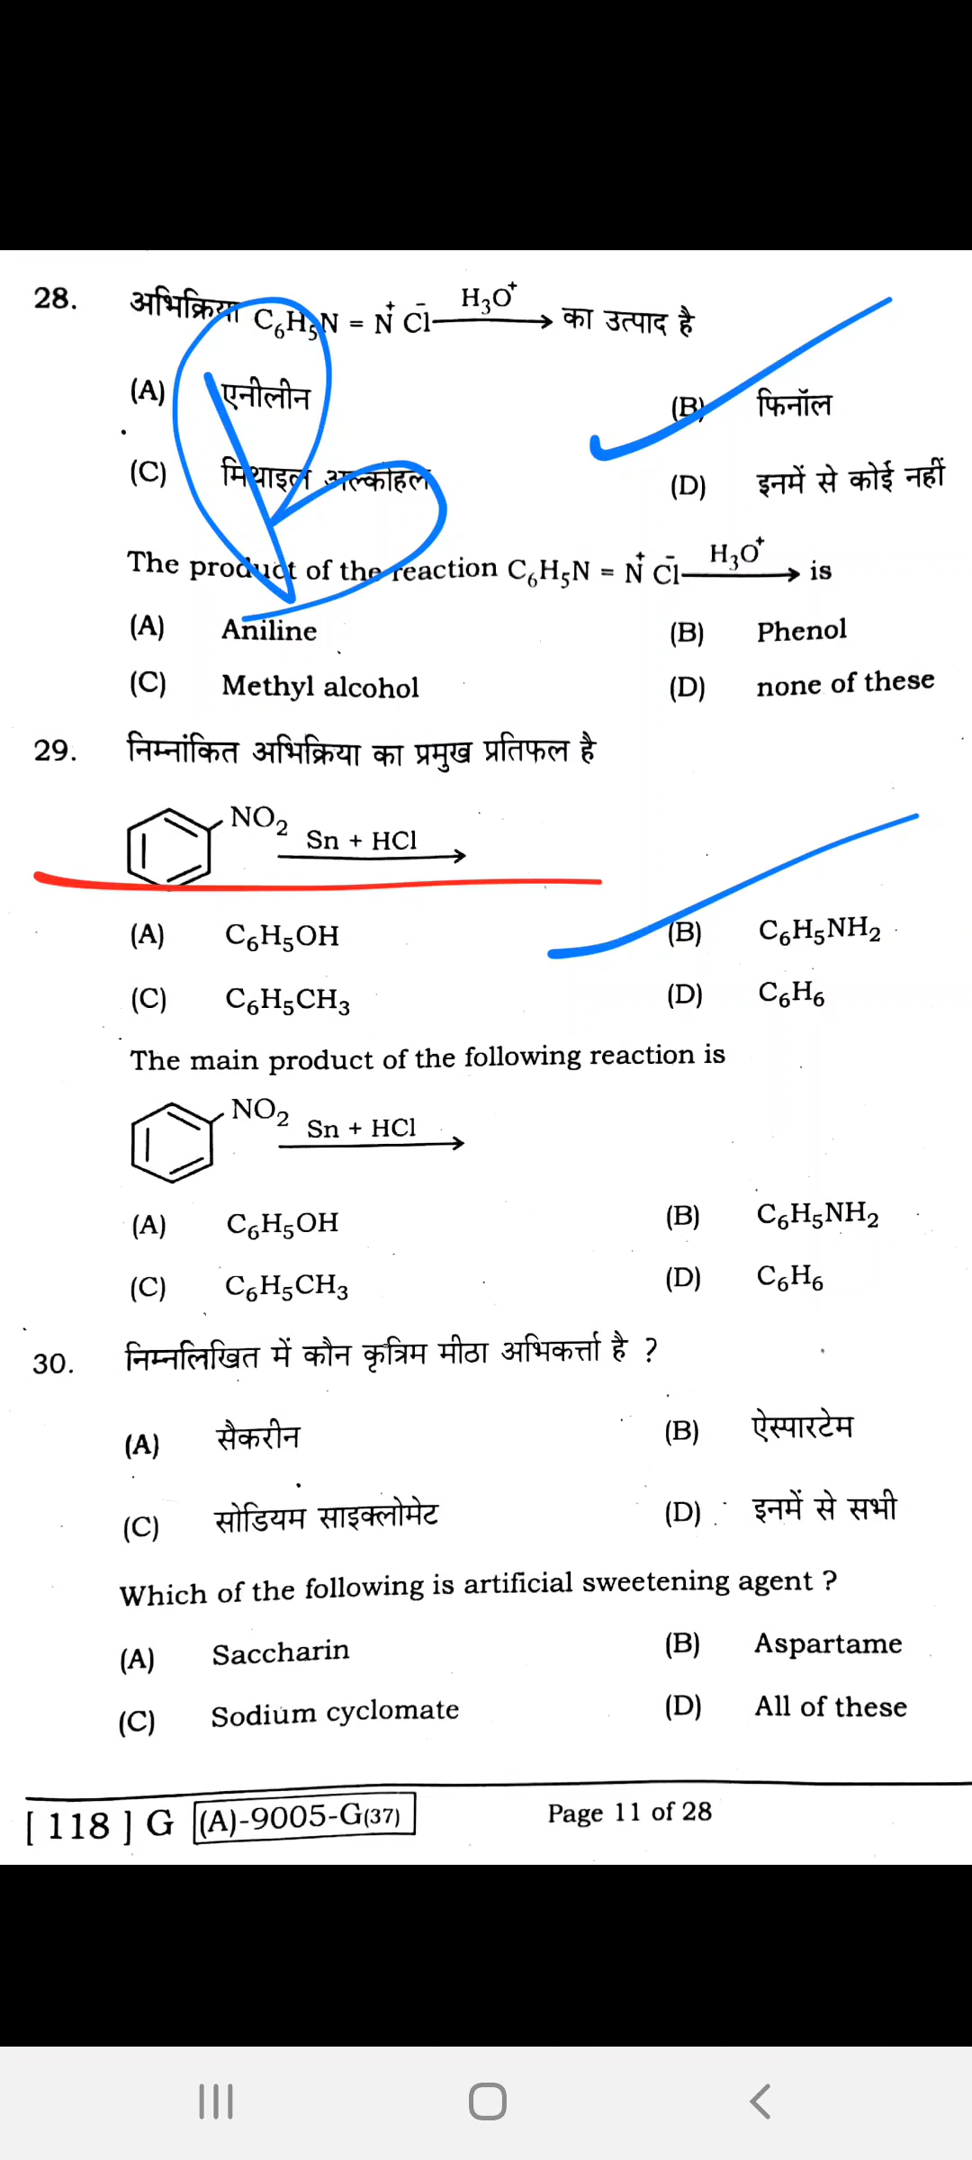 28. अभिक्रिया C₆H₅N = N⁺ Cl⁻ H₃O⁺ → का उत्पाद है
(A) एनीलीन (B) फिनॉल
(C) मिथाइल अल्कोहल (D) इनमें से कोई नहीं
The product of the reaction C₆H₅N = N⁺ Cl⁻ H₃O⁺ → is
(A) Aniline (B) Phenol
(C) Methyl alcohol (D) none of these
29. निम्नांकित अभिक्रिया का प्रमुख प्रतिफल है
NO₂ Sn + HCl →
(A) C₆H₅OH (B) C₆H₅NH₂
(C) C₆H₅CH₃ (D) C₆H₆
The main product of the following reaction is
NO₂ Sn + HCl →
(A) C₆H₅OH (B) C₆H₅NH₂
(C) C₆H₅CH₃ (D) C₆H₆
30. निम्नलिखित में कौन कृत्रिम मीठा अभिकर्त्ता है ?
(A) सैकरीन (B) ऐस्पारटेम
(C) सोडियम साइक्लोमेट (D) इनमें से सभी
Which of the following is artificial sweetening agent ?
(A) Saccharin (B) Aspartame
(C) Sodium cyclomate (D) All of these
[ 118 ] G (A)-9005-G(37) Page 11 of 28